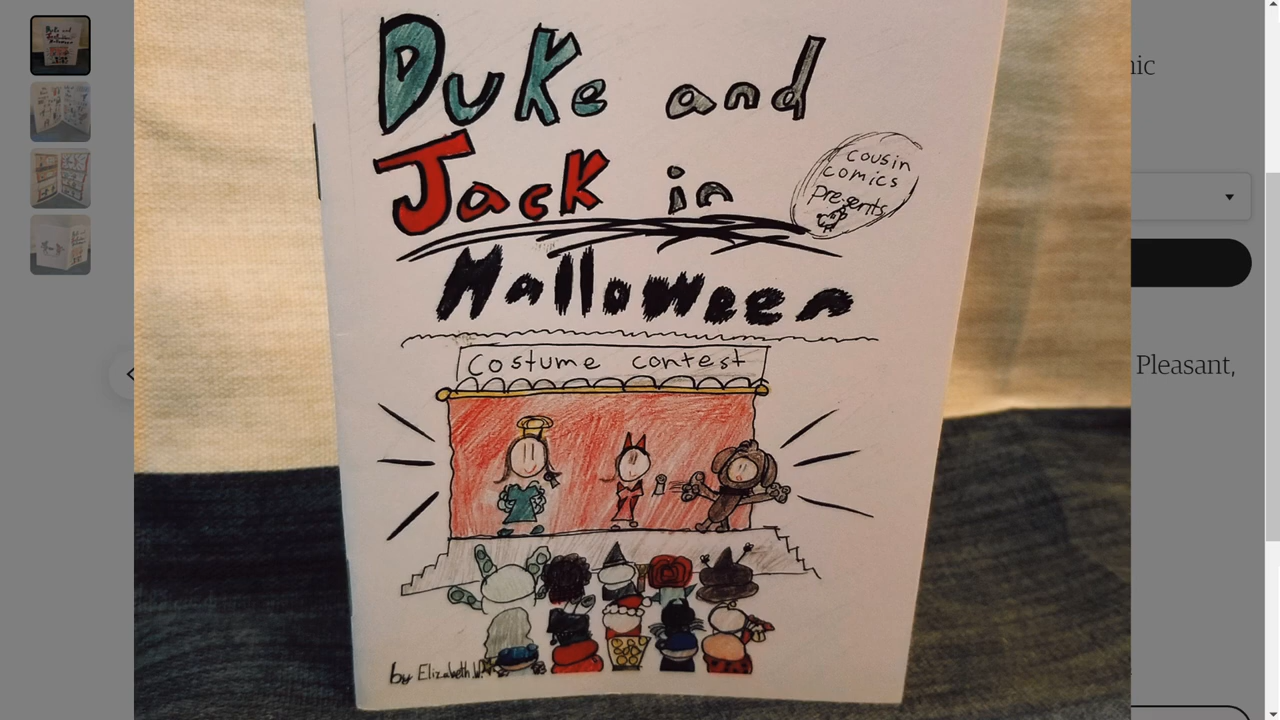 Duke and
Jack in
cousin
comics
presents
Halloween
costume contest
by Elizabeth W.
nic
Pleasant,